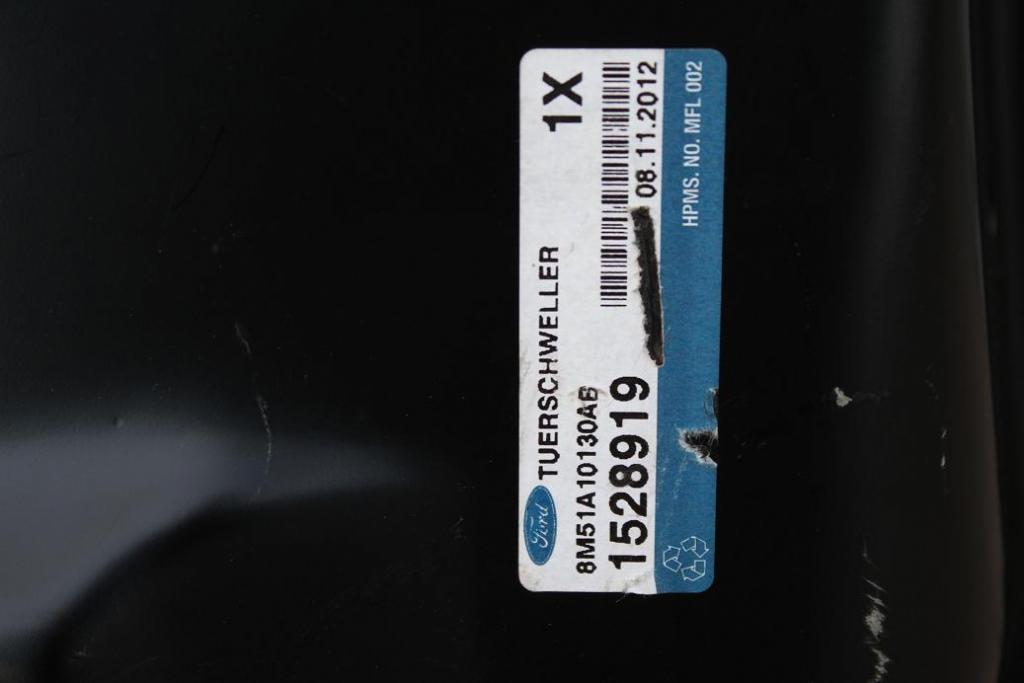 Ford TUERSCHWELLER 1X
8M51A10130AB
1528919 08.11.2012
HPMS. NO. MFL 002